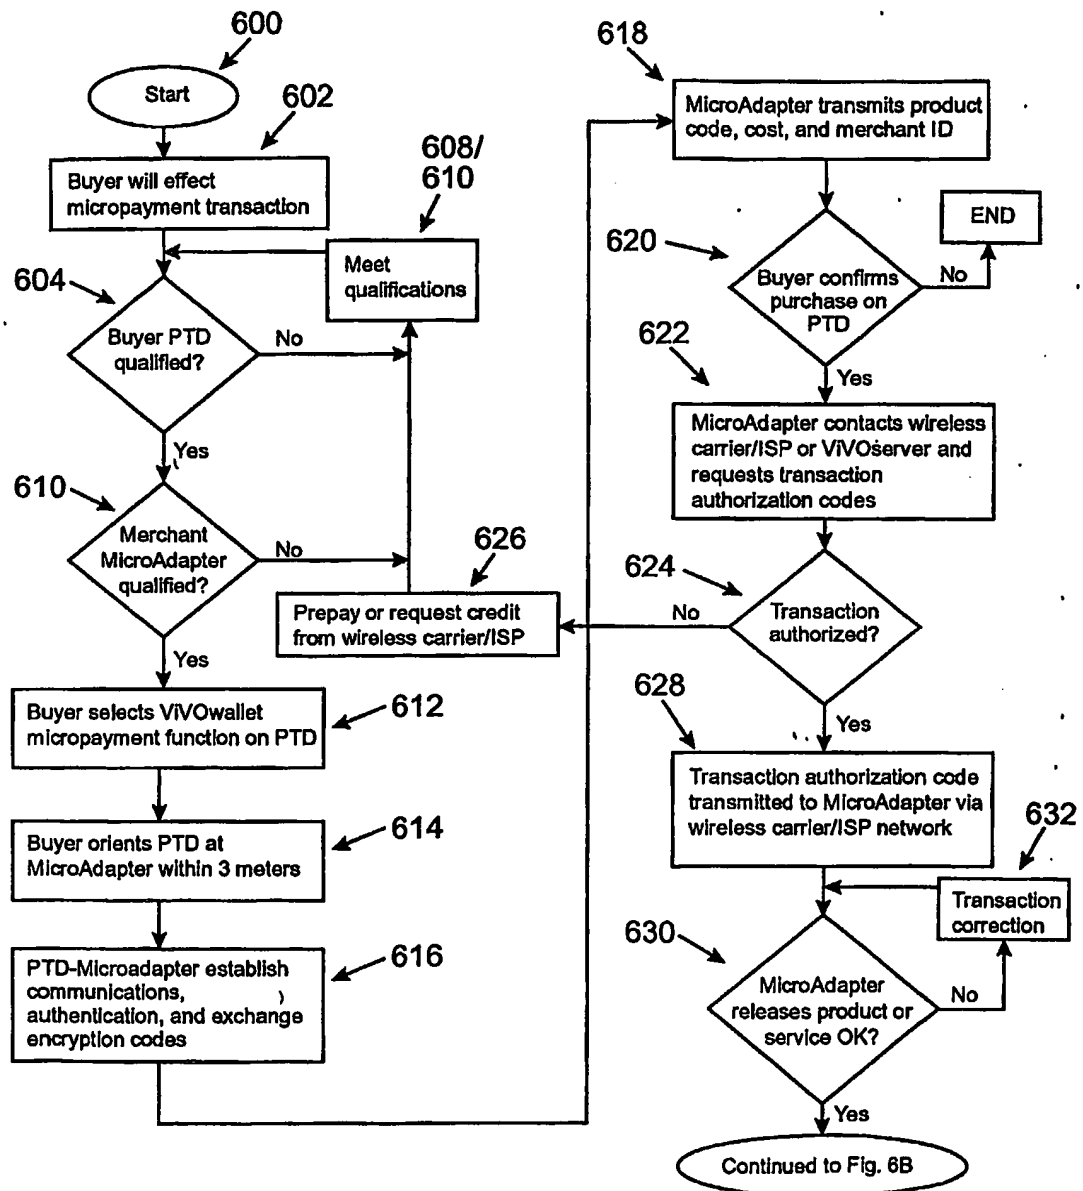 600
Start
602
Buyer will effect
micropayment transaction
608/
610
Meet
qualifications
604
Buyer PTD
qualified?
No
Yes
610
Merchant
MicroAdapter
qualified?
No
626
Prepay or request credit
from wireless carrier/ISP
Yes
Buyer selects ViVOwallet
micropayment function on PTD
612
Buyer orients PTD at
MicroAdapter within 3 meters
614
PTD-Microadapter establish
communications,
authentication, and exchange
encryption codes
616
618
MicroAdapter transmits product
code, cost, and merchant ID
END
620
Buyer confirms
purchase on
PTD
No
622
Yes
MicroAdapter contacts wireless
carrier/ISP or ViVOserver and
requests transaction
authorization codes
624
Transaction
authorized?
No
628
Yes
Transaction authorization code
transmitted to MicroAdapter via
wireless carrier/ISP network
632
Transaction
correction
630
MicroAdapter
releases product or
service OK?
No
Yes
Continued to Fig. 6B